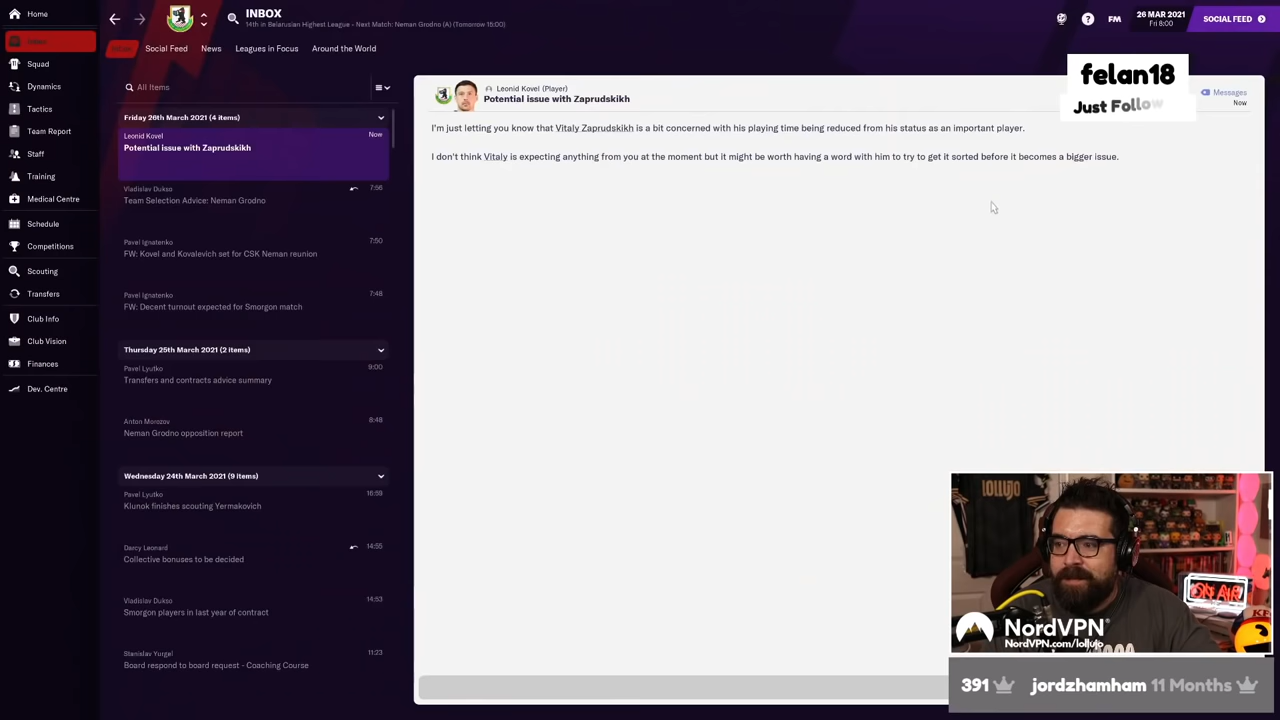 Home
INBOX
14th in Belarusian Highest League - Next Match: Neman Grodno (A) (Tomorrow 15:00)
FM
26 MAR 2021
Fri 8:00
SOCIAL FEED
Social Feed
News
Leagues in Focus
Around the World
Squad
Dynamics
Tactics
Team Report
Staff
Training
Medical Centre
Schedule
Competitions
Scouting
Transfers
Club Info
Club Vision
Finances
Dev. Centre
All Items
Friday 26th March 2021 (4 items)
Leonid Kovel
Now
Potential issue with Zaprudskikh
Vladislav Dukso
7:56
Team Selection Advice: Neman Grodno
Pavel Ignatenko
7:50
FW: Kovel and Kovalevich set for CSK Neman reunion
Pavel Ignatenko
7:48
FW: Decent turnout expected for Smorgon match
Thursday 25th March 2021 (2 items)
Pavel Lyutko
9:00
Transfers and contracts advice summary
Anton Morozov
8:48
Neman Grodno opposition report
Wednesday 24th March 2021 (9 items)
Pavel Lyutko
16:59
Klunok finishes scouting Yermakovich
Darcy Leonard
14:55
Collective bonuses to be decided
Vladislav Dukso
14:53
Smorgon players in last year of contract
Stanislav Yurgel
11:23
Board respond to board request - Coaching Course
Leonid Kovel (Player)
Potential issue with Zaprudskikh
Messages
Now
I'm just letting you know that Vitaly Zaprudskikh is a bit concerned with his playing time being reduced from his status as an important player.
I don't think Vitaly is expecting anything from you at the moment but it might be worth having a word with him to try to get it sorted before it becomes a bigger issue.
felan18
Just Follow
LOLLUJO
ON AIR
NordVPN®
NordVPN.com/lollujo
391 jordzhamham 11 Months